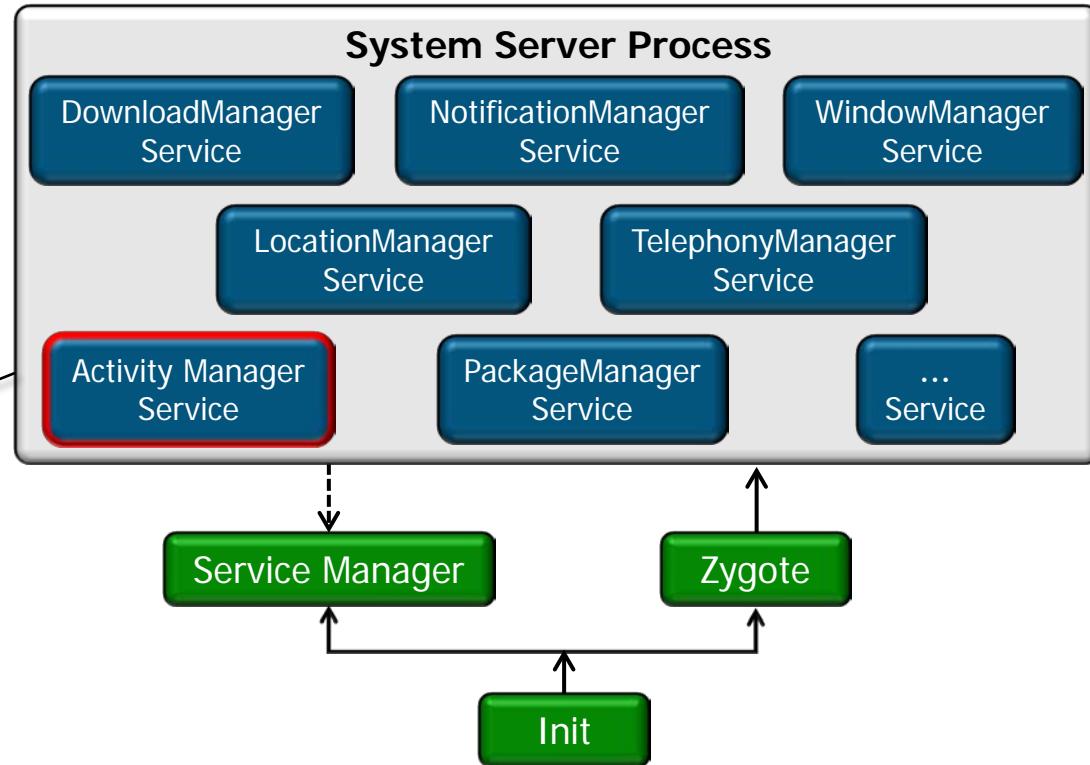 System Server Process
DownloadManager
Service
NotificationManager
Service
WindowManager
Service
LocationManager
Service
TelephonyManager
Service
Activity Manager
Service
PackageManager
Service
...
Service
Service Manager
Zygote
Init